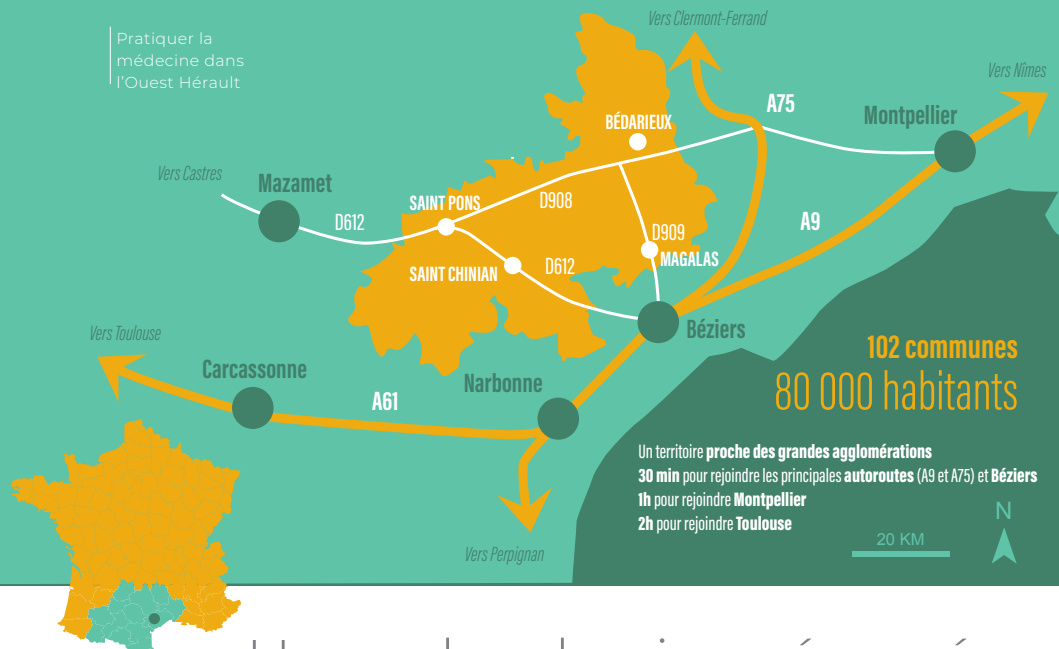 Pratiquer la
médecine dans
l'Ouest Hérault
Vers Clermont-Ferrand
Vers Nîmes
A75
Montpellier
BÉDARIEUX
Vers Castres
Mazamet
SAINT PONS
D908
D612
A9
D909
MAGALAS
SAINT CHINIAN
D612
Béziers
Vers Toulouse
Carcassonne
Narbonne
A61
102 communes
80 000 habitants
Un territoire proche des grandes agglomérations
30 min pour rejoindre les principales autoroutes (A9 et A75) et Béziers
1h pour rejoindre Montpellier
2h pour rejoindre Toulouse
N
20 KM
Vers Perpignan